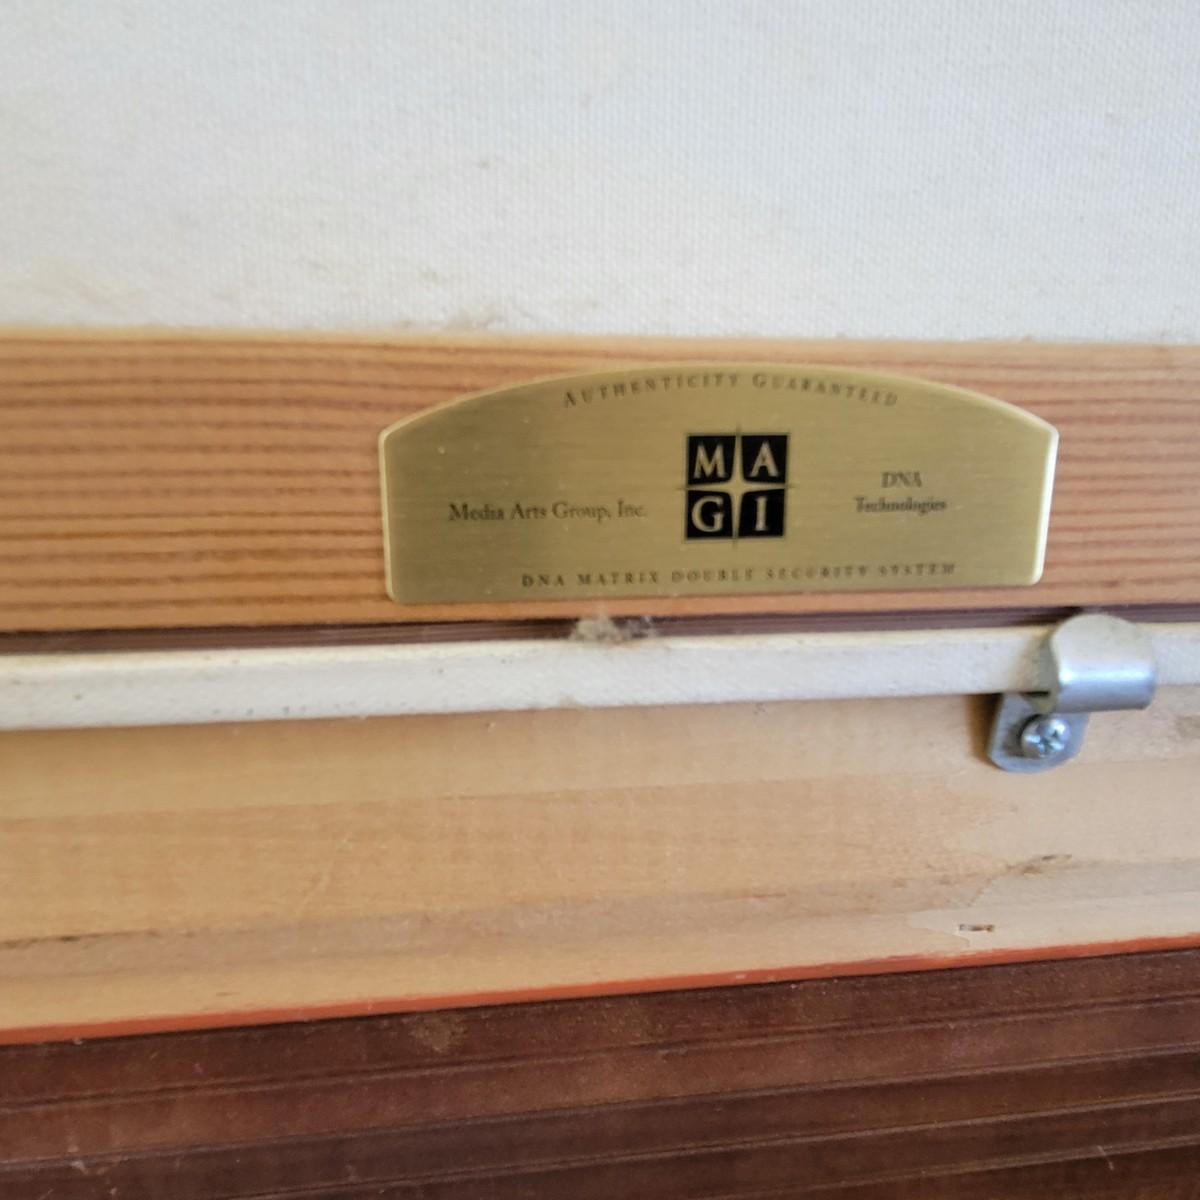 AUTHENTICITY GUARANTEED
Media Arts Group, Inc.
MA
GI
DNA
Technologies
DNA MATRIX DOUBLE SECURITY SYSTEM